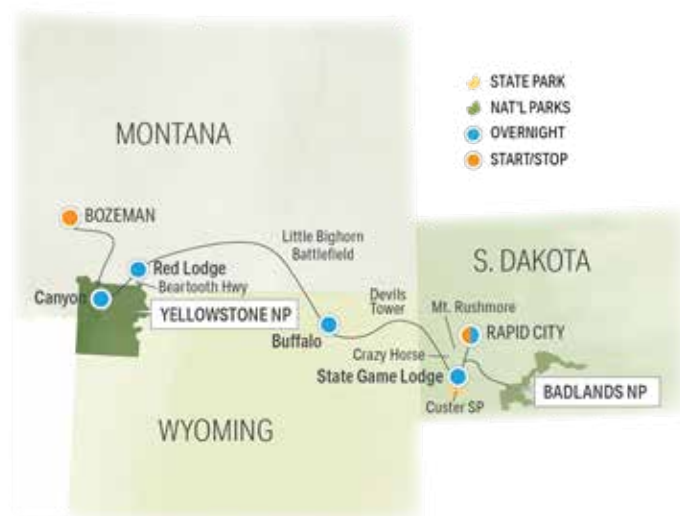 STATE PARK
NAT'L PARKS
OVERNIGHT
START/STOP
MONTANA
BOZEMAN
Little Bighorn
Battlefield
S. DAKOTA
Red Lodge
Beartooth Hwy
Canyon
YELLOWSTONE NP
Devils
Tower
Mt. Rushmore
RAPID CITY
Buffalo
Crazy Horse
State Game Lodge
BADLANDS NP
Custer SP
WYOMING